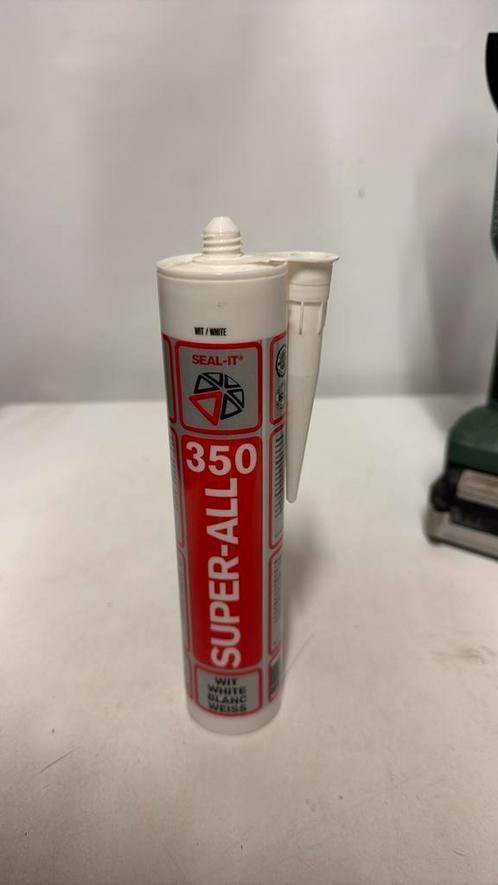 WIT / WHITE
SEAL-IT®
350
SUPER-ALL
WIT
WHITE
BLANC
WEISS